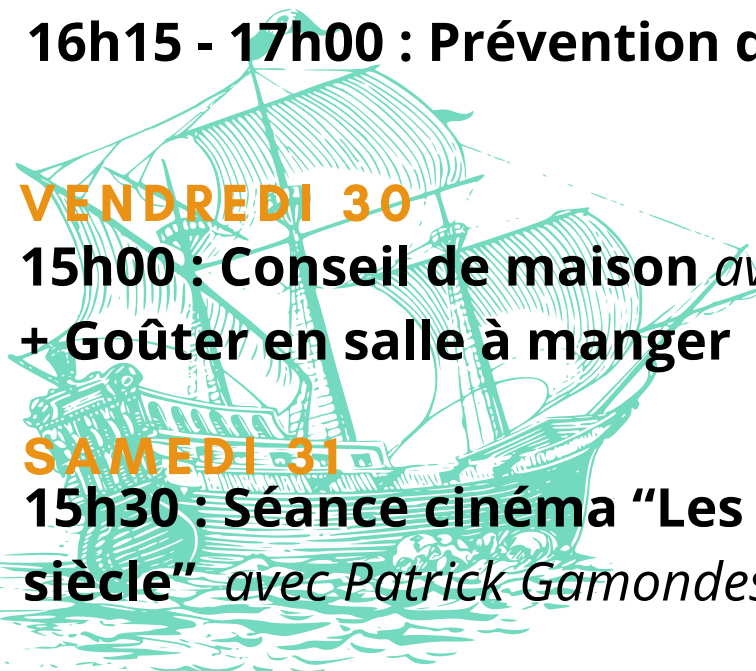 16h15 - 17h00 : Prévention
VENDREDI 30
15h00 : Conseil de maison
+ Goûter en salle à manger
SAMEDI 31
15h30 : Séance cinéma “Les
siècle” avec Patrick Gamondes